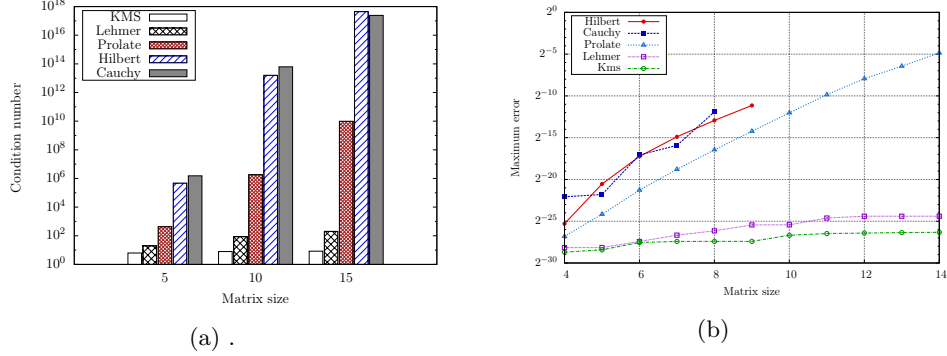 10^18
10^16
10^14
10^12
10^10
10^8
10^6
10^4
10^2
10^0
Condition number
KMS
Lehmer
Prolate
Hilbert
Cauchy
5 10 15
Matrix size
(a) .
2^0
2^-5
2^-10
2^-15
2^-20
2^-25
2^-30
Maximum error
Hilbert
Cauchy
Prolate
Lehmer
Kms
4 6 8 10 12 14
Matrix size
(b)